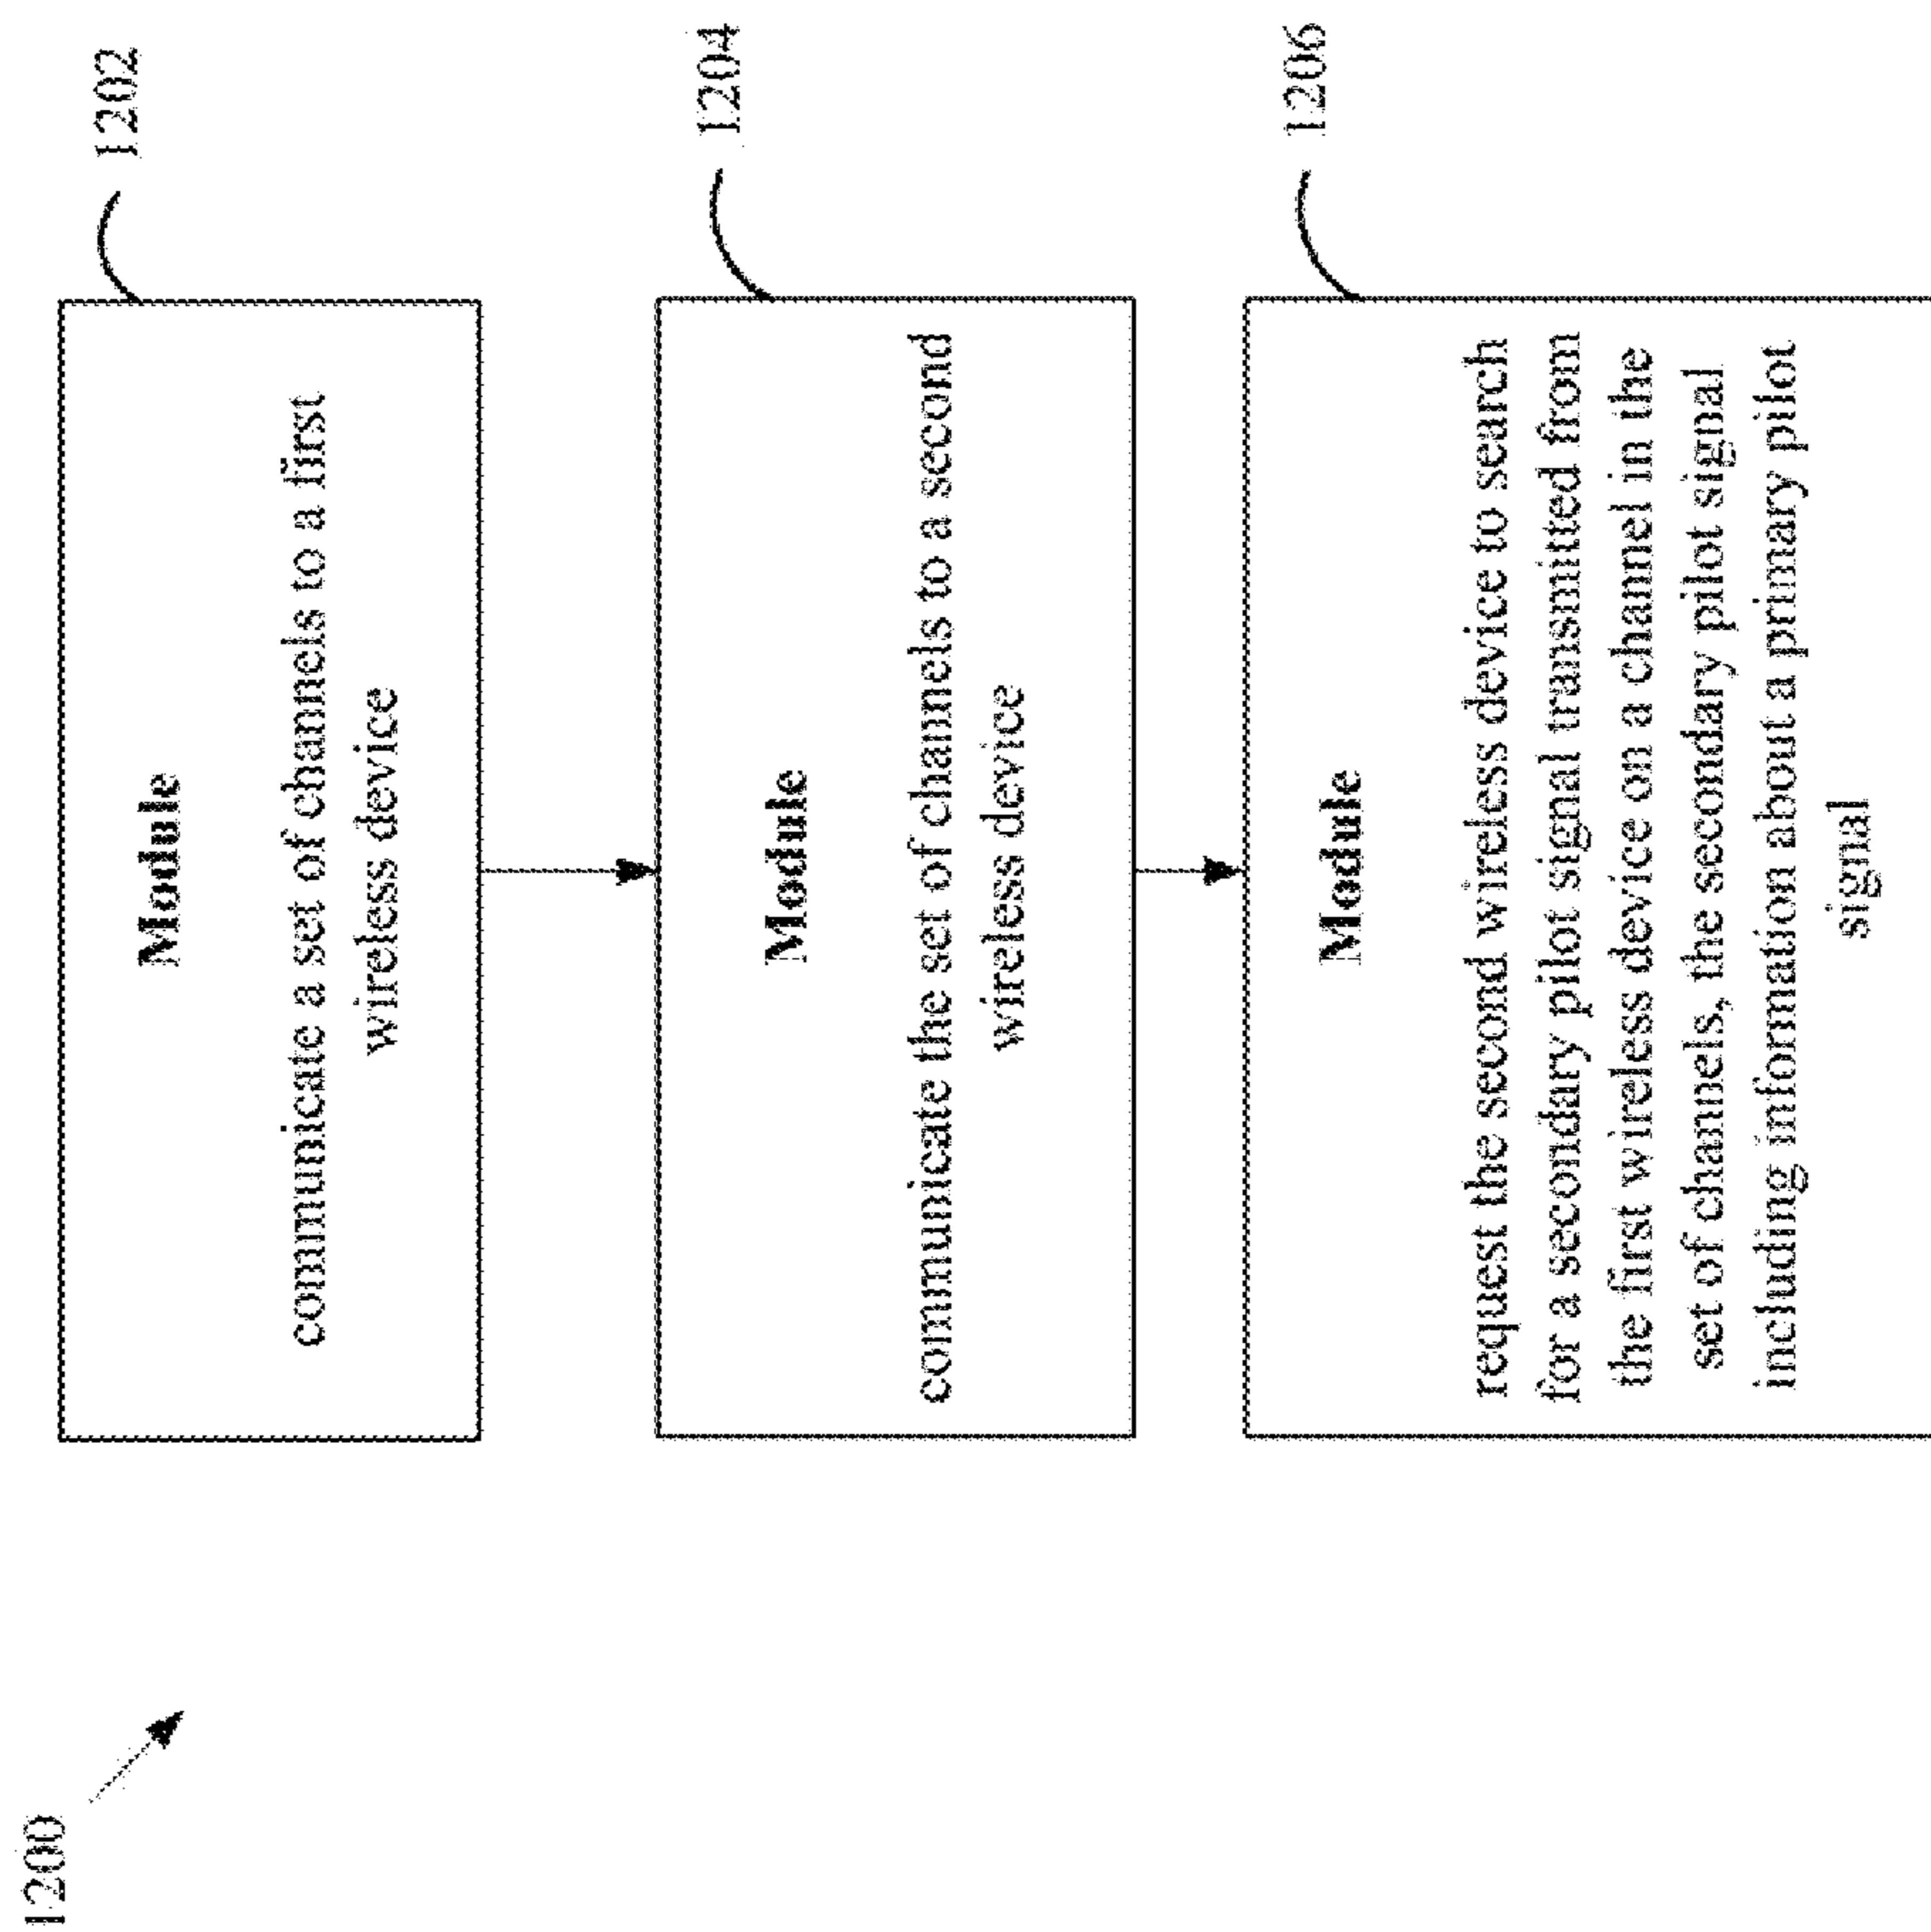 1200
1202
Module
communicate a set of channels to a first
wireless device
1204
Module
communicate the set of channels to a second
wireless device
1206
Module
request the second wireless device to search
for a secondary pilot signal transmitted from
the first wireless device on a channel in the
set of channels, the secondary pilot signal
including information about a primary pilot
signal